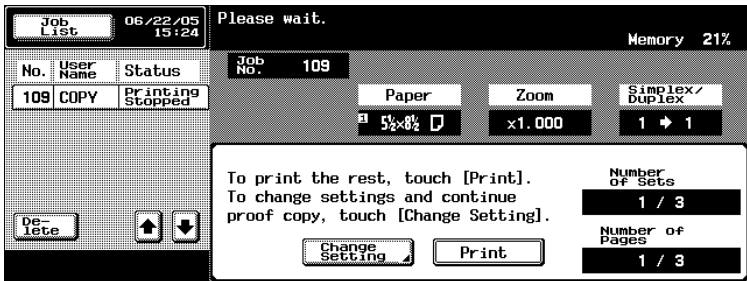 Job
List
06/22/05
15:24
Please wait.
Memory 21%
No. User
Name Status
109 COPY Printing
Stopped
Job
No. 109
Paper
Zoom
Simplex/
Duplex
1 5½×8½
×1.000
1 → 1
To print the rest, touch [Print].
To change settings and continue
proof copy, touch [Change Setting].
Number
of Sets
1 / 3
Number of
Pages
1 / 3
De-
lete
Change
Setting
Print